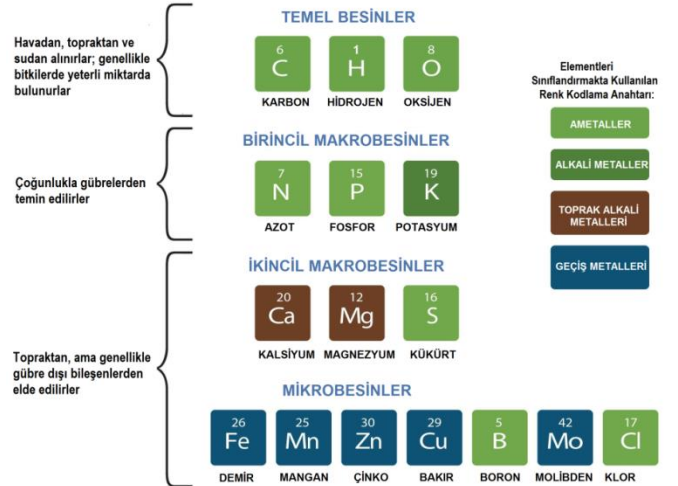 TEMEL BESİNLER
Havadan, topraktan ve
sudan alınırlar; genellikle
bitkilerde yeterli miktarda
bulunurlar
6 1 8
C H O
KARBON HİDROJEN OKSİJEN
BİRİNCİL MAKROBESİNLER
Çoğunlukla gübrelerden
temin edilirler
7 15 19
N P K
AZOT FOSFOR POTASYUM
İKİNCİL MAKROBESİNLER
20 12 16
Ca Mg S
KALSİYUM MAGNEZYUM KÜKÜRT
Topraktan, ama genellikle
gübre dışı bileşenlerden
elde edilirler
MİKROBESİNLER
26 25 30 29 5 42 17
Fe Mn Zn Cu B Mo Cl
DEMİR MANGAN ÇİNKO BAKIR BORON MOLİBDEN KLOR
Elementleri
Sınıflandırmakta Kullanılan
Renk Kodlama Anahtarı:
AMETALLER
ALKALİ METALLER
TOPRAK ALKALİ
METALLERİ
GEÇİŞ METALLERİ